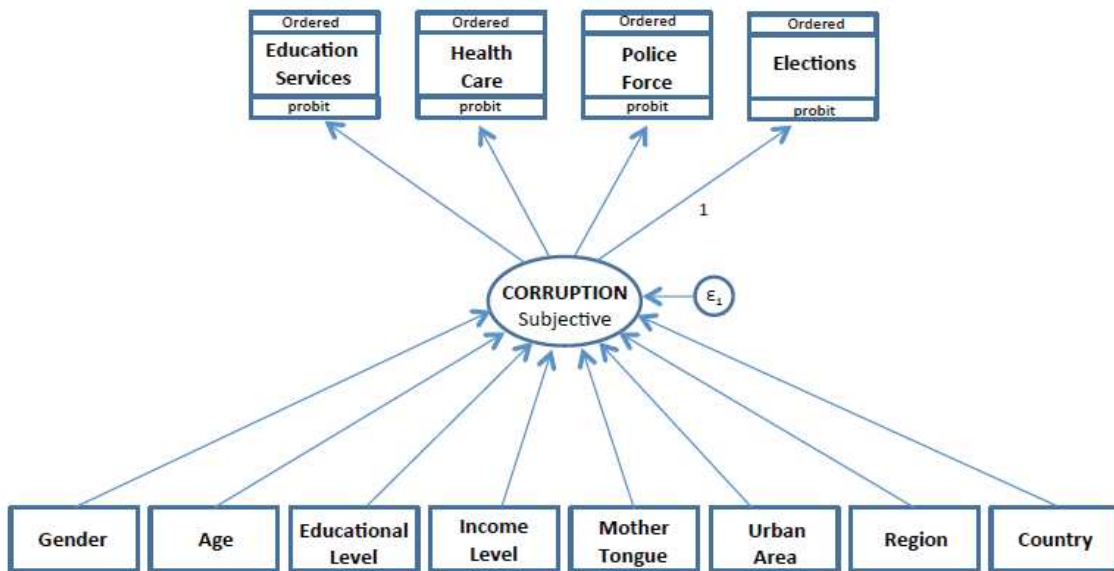 Ordered
Education
Services
probit
Ordered
Health
Care
probit
Ordered
Police
Force
probit
Ordered
Elections
probit
1
CORRUPTION
Subjective
ε1
Gender
Age
Educational
Level
Income
Level
Mother
Tongue
Urban
Area
Region
Country